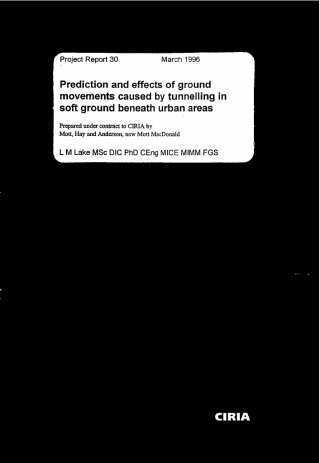 Project Report 30 March 1996
Prediction and effects of ground
movements caused by tunnelling in
soft ground beneath urban areas
Prepared under contract to CIRIA by
Mott, Hay and Anderson, now Mott MacDonald
L M Lake MSc DIC PhD CEng MICE MIMM FGS
CIRIA